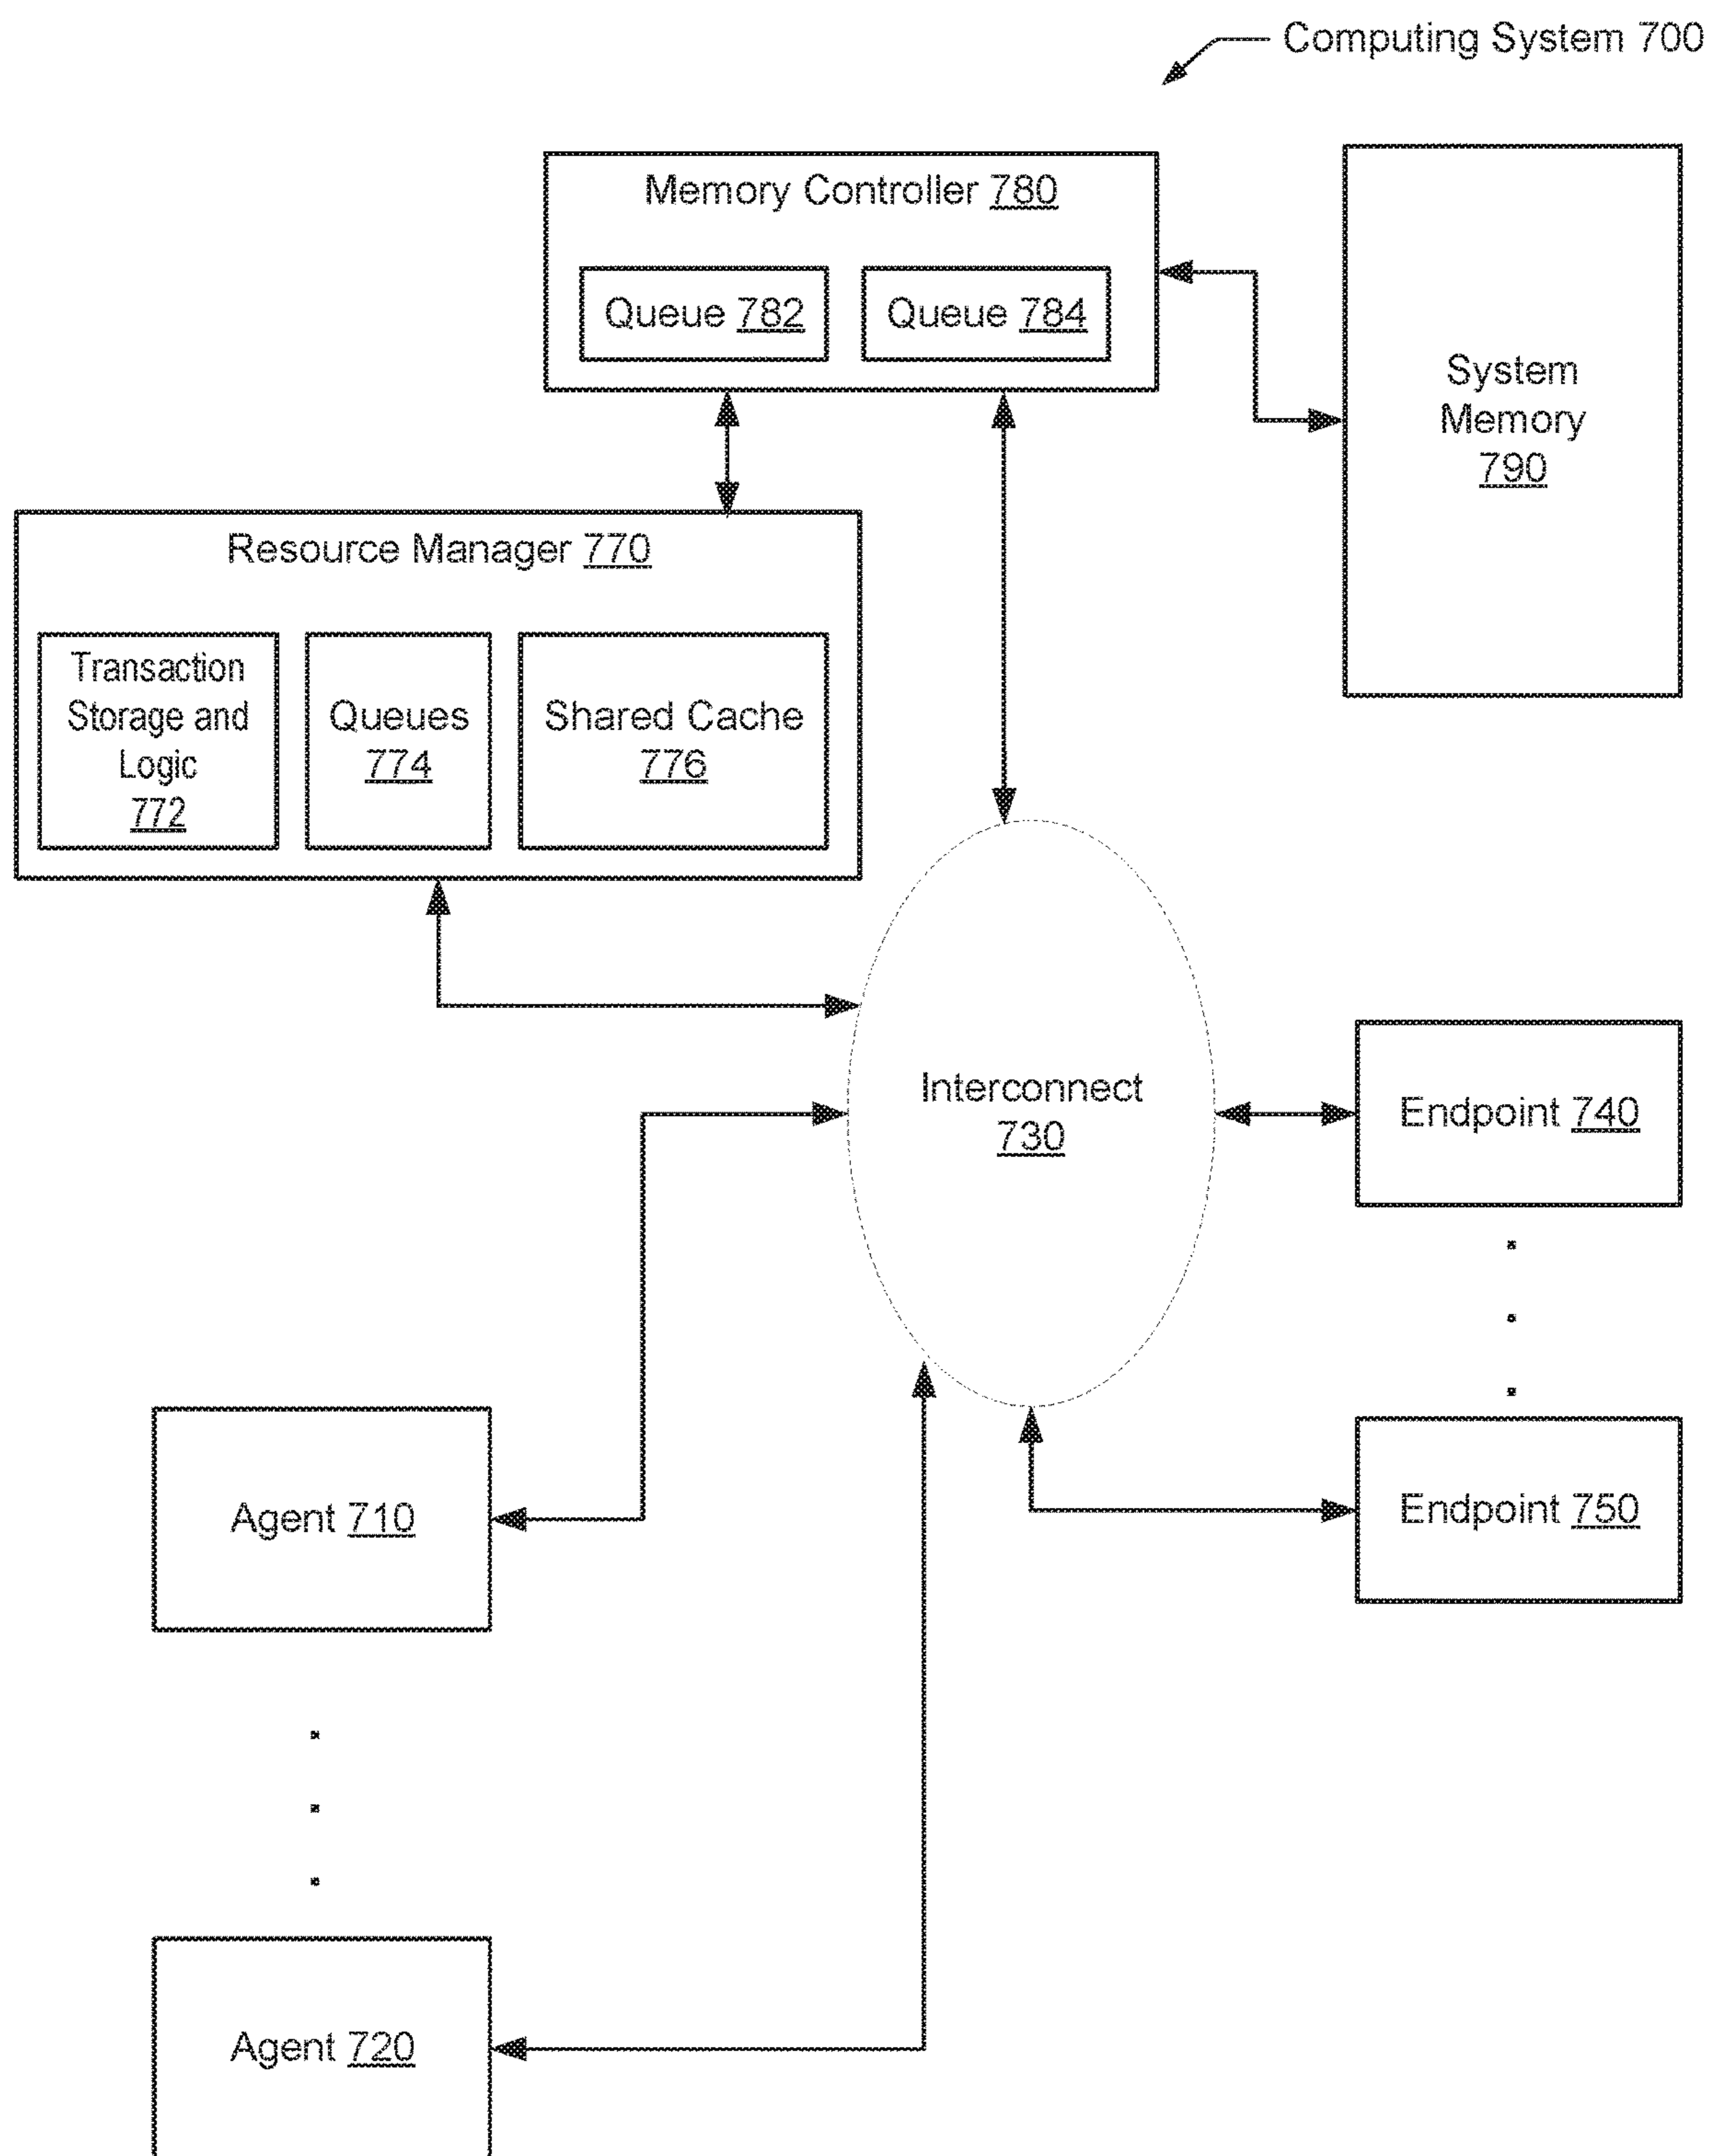 Computing System 700
Memory Controller 780
Queue 782
Queue 784
System
Memory
790
Resource Manager 770
Transaction
Storage and
Logic
772
Queues
774
Shared Cache
776
Interconnect
730
Endpoint 740
Endpoint 750
Agent 710
Agent 720